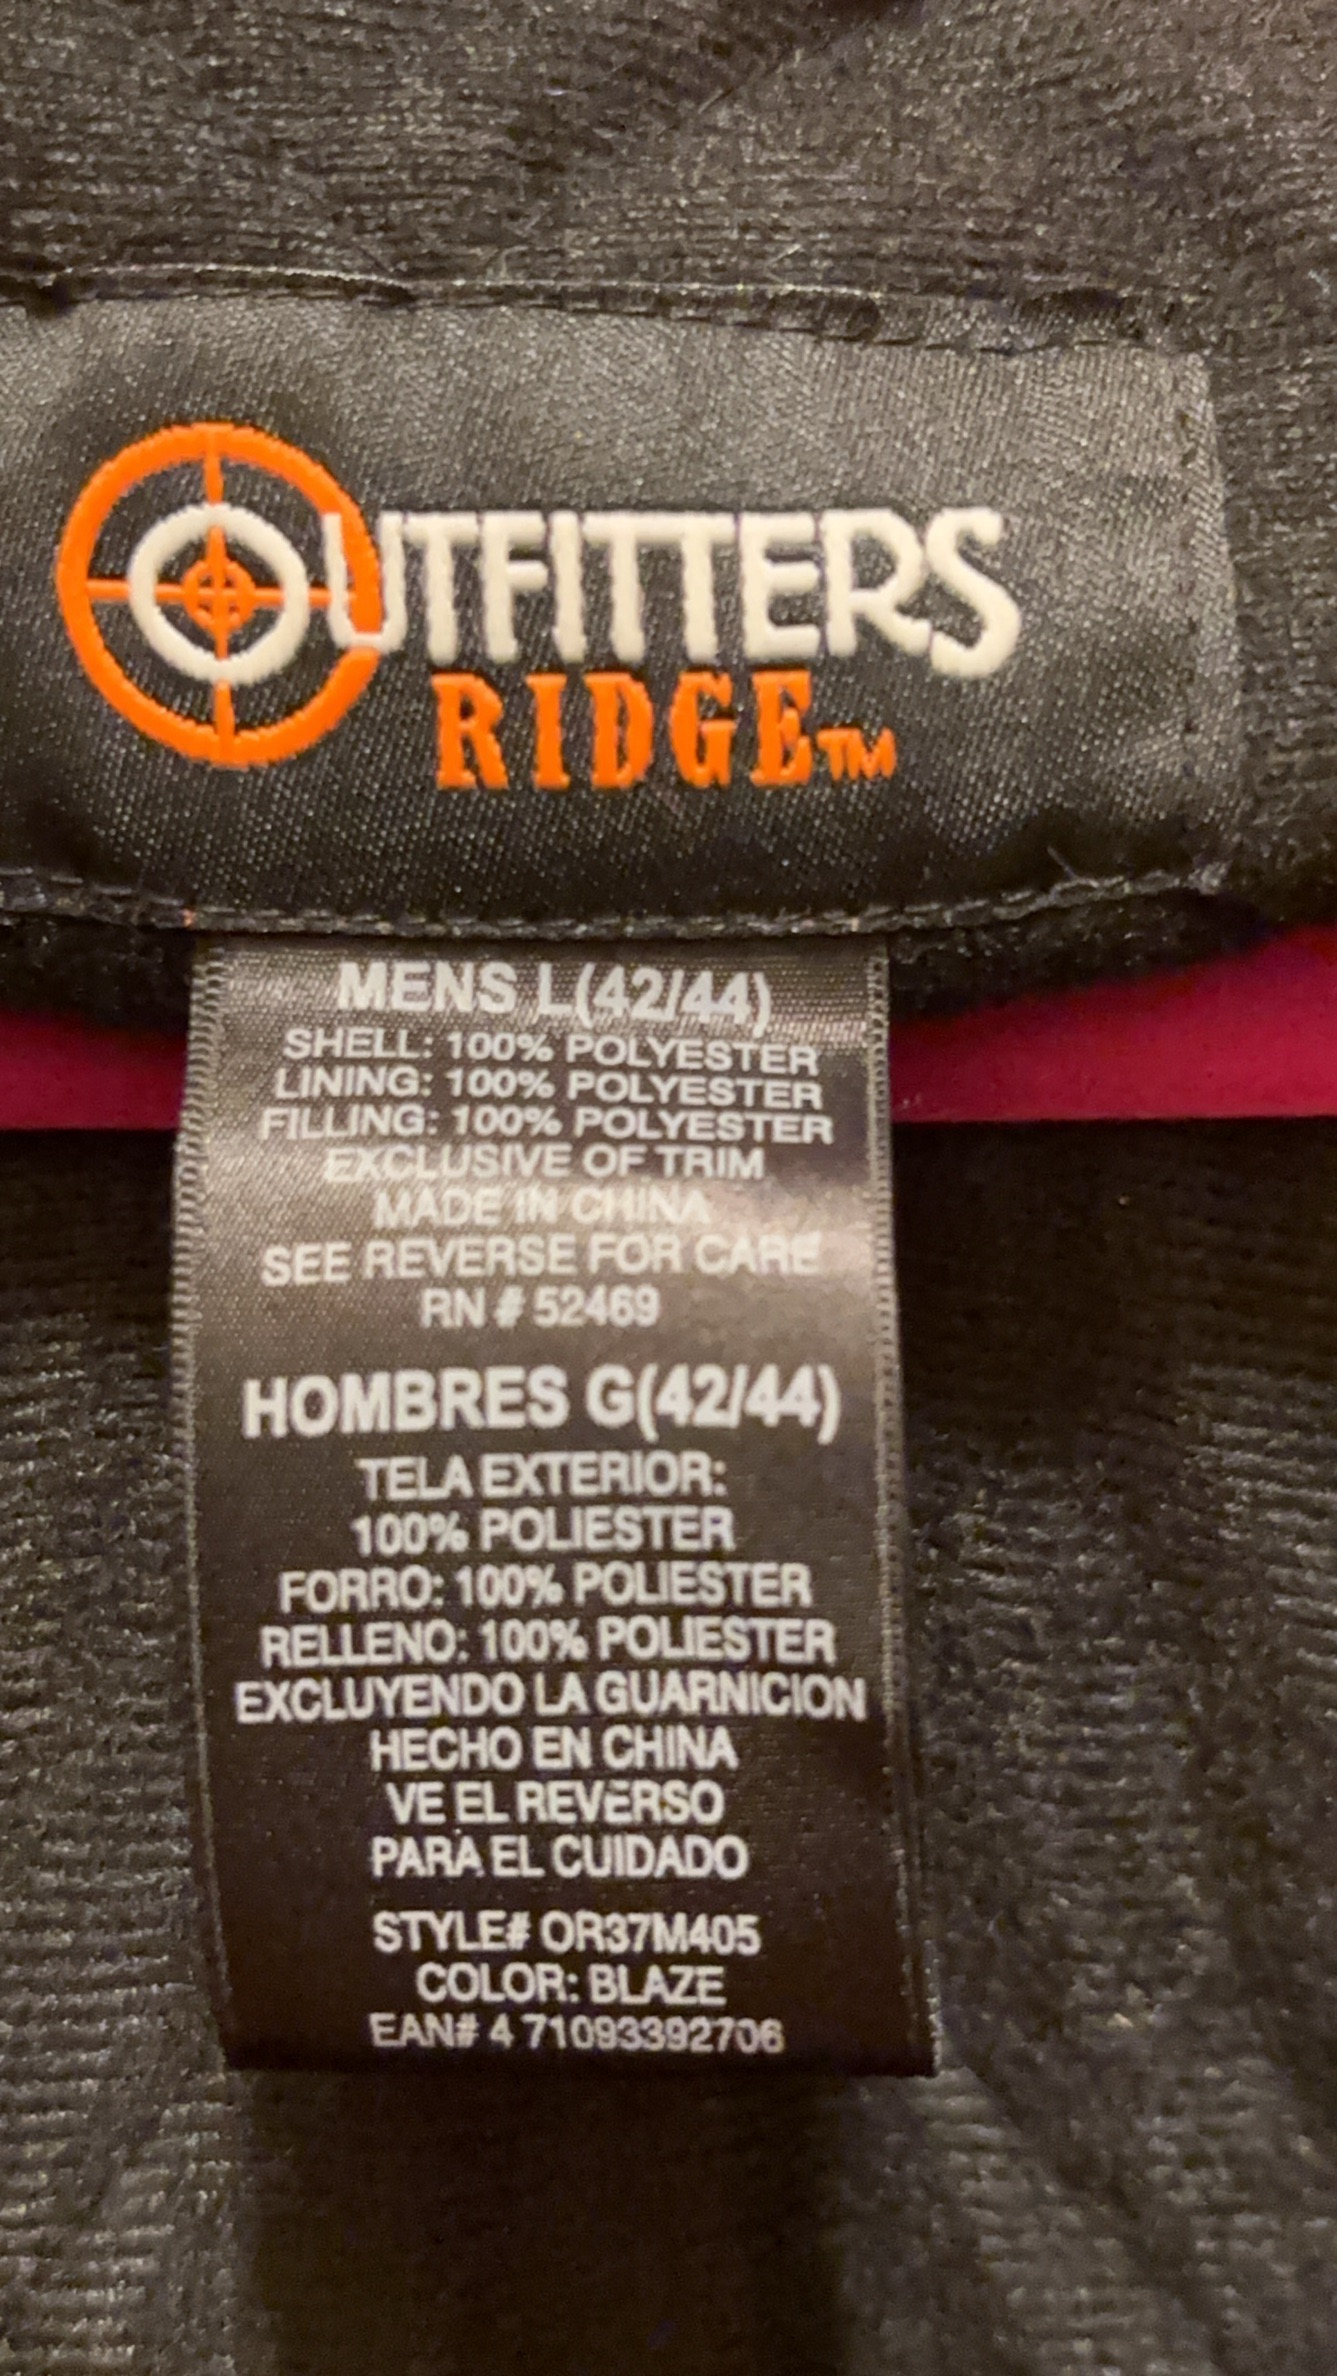 OUTFITTERS
RIDGE™
MENS L(42/44)
SHELL: 100% POLYESTER
LINING: 100% POLYESTER
FILLING: 100% POLYESTER
EXCLUSIVE OF TRIM
MADE IN CHINA
SEE REVERSE FOR CARE
RN # 52469
HOMBRES G(42/44)
TELA EXTERIOR:
100% POLIESTER
FORRO: 100% POLIESTER
RELLENO: 100% POLIESTER
EXCLUYENDO LA GUARNICION
HECHO EN CHINA
VE EL REVERSO
PARA EL CUIDADO
STYLE# OR37M405
COLOR: BLAZE
EAN# 4 71093392706